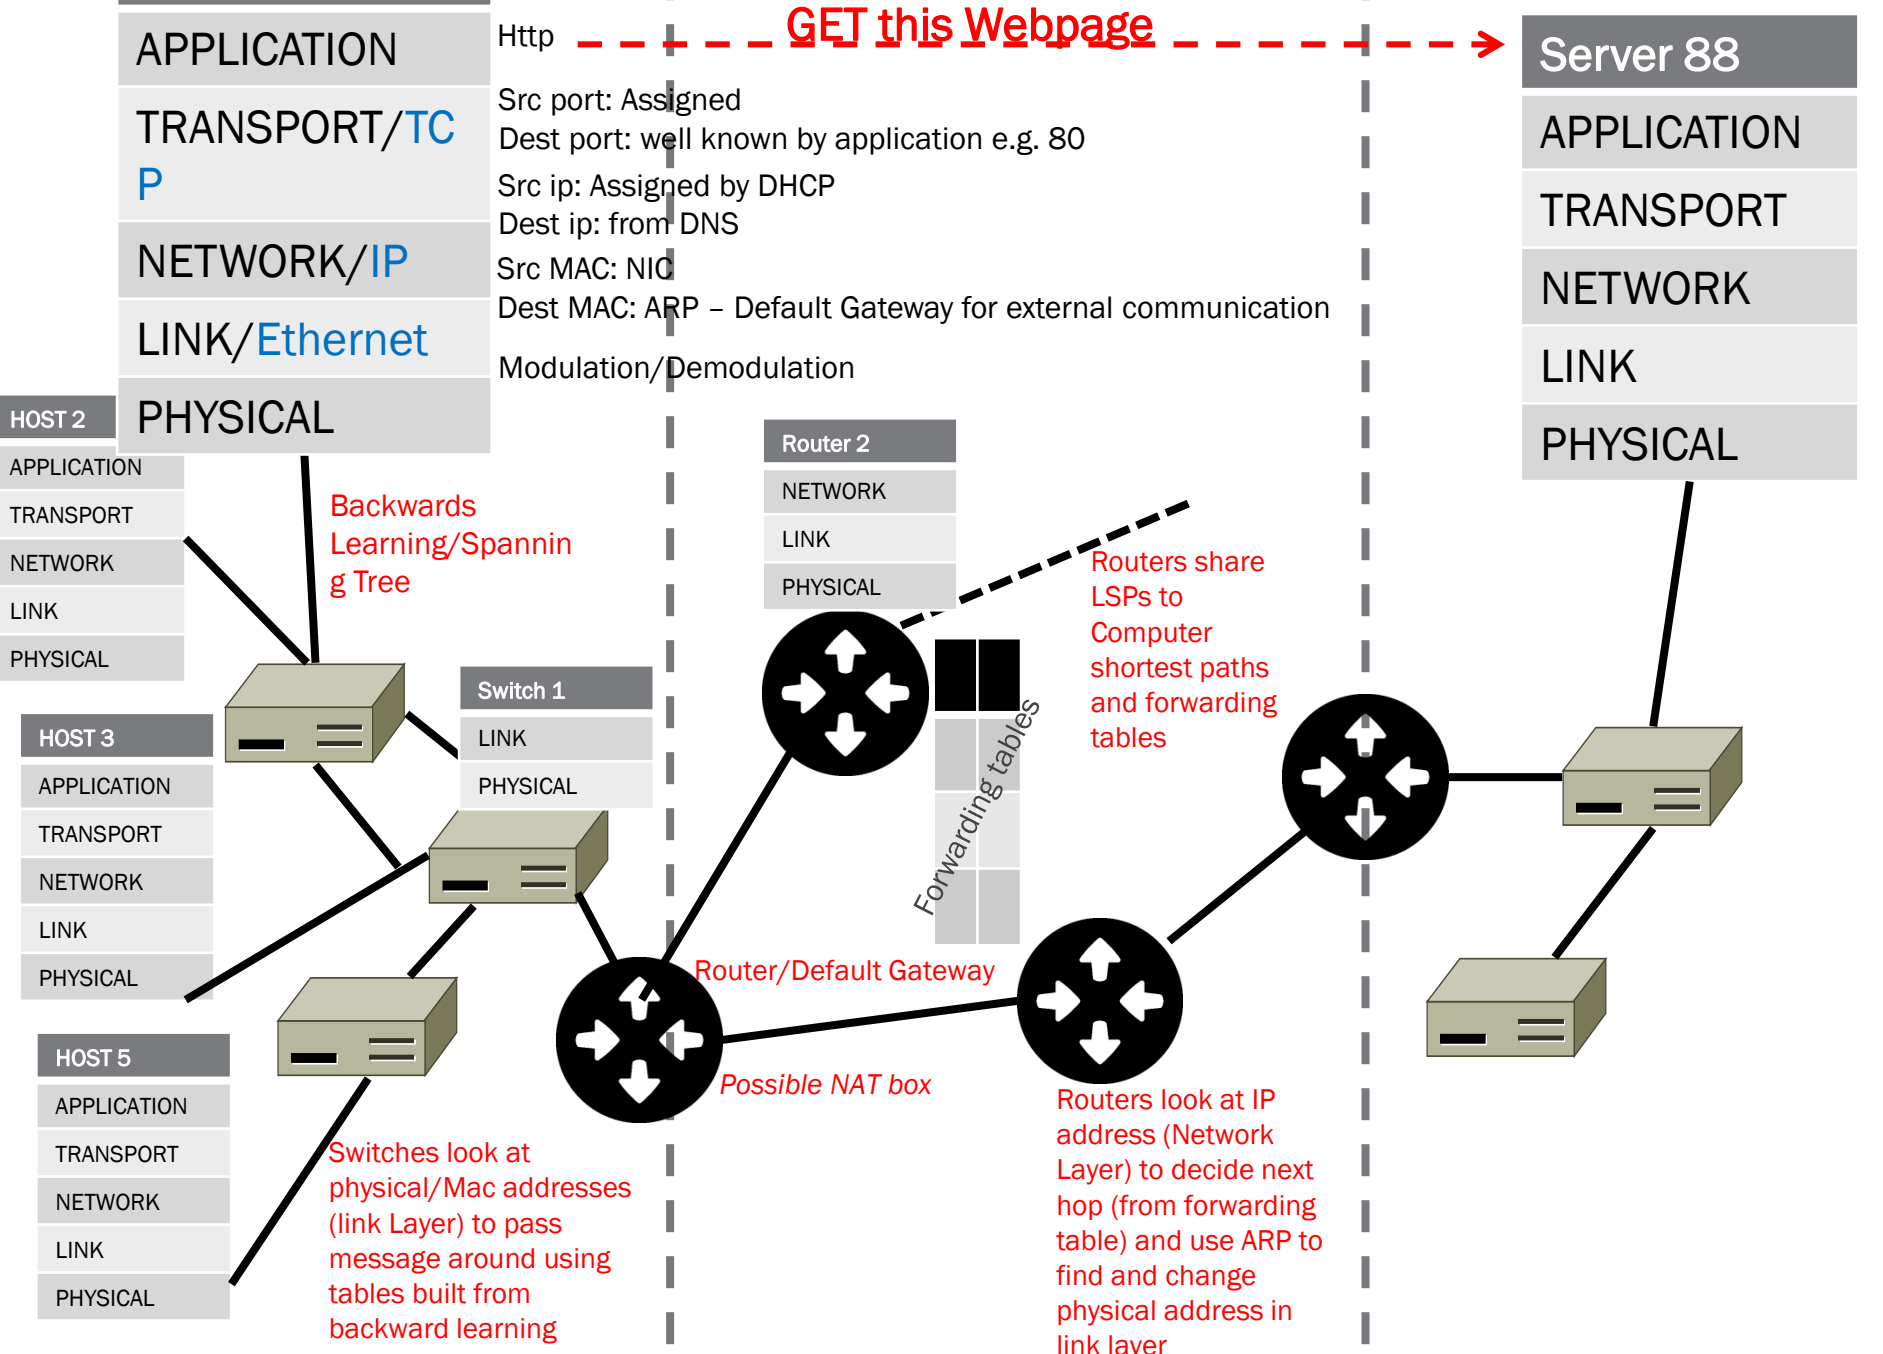 GET this Webpage
Http
APPLICATION
TRANSPORT/TC
P
NETWORK/IP
LINK/Ethernet
PHYSICAL
Src port: Assigned
Dest port: well known by application e.g. 80
Src ip: Assigned by DHCP
Dest ip: from DNS
Src MAC: NIC
Dest MAC: ARP – Default Gateway for external communication
Modulation/Demodulation
Server 88
APPLICATION
TRANSPORT
NETWORK
LINK
PHYSICAL
HOST 2
APPLICATION
TRANSPORT
NETWORK
LINK
PHYSICAL
Backwards
Learning/Spannin
g Tree
Router 2
NETWORK
LINK
PHYSICAL
Routers share
LSPs to
Computer
shortest paths
and forwarding
tables
Switch 1
LINK
PHYSICAL
Forwarding tables
HOST 3
APPLICATION
TRANSPORT
NETWORK
LINK
PHYSICAL
Router/Default Gateway
Possible NAT box
HOST 5
APPLICATION
TRANSPORT
NETWORK
LINK
PHYSICAL
Switches look at
physical/Mac addresses
(link Layer) to pass
message around using
tables built from
backward learning
Routers look at IP
address (Network
Layer) to decide next
hop (from forwarding
table) and use ARP to
find and change
physical address in
link layer